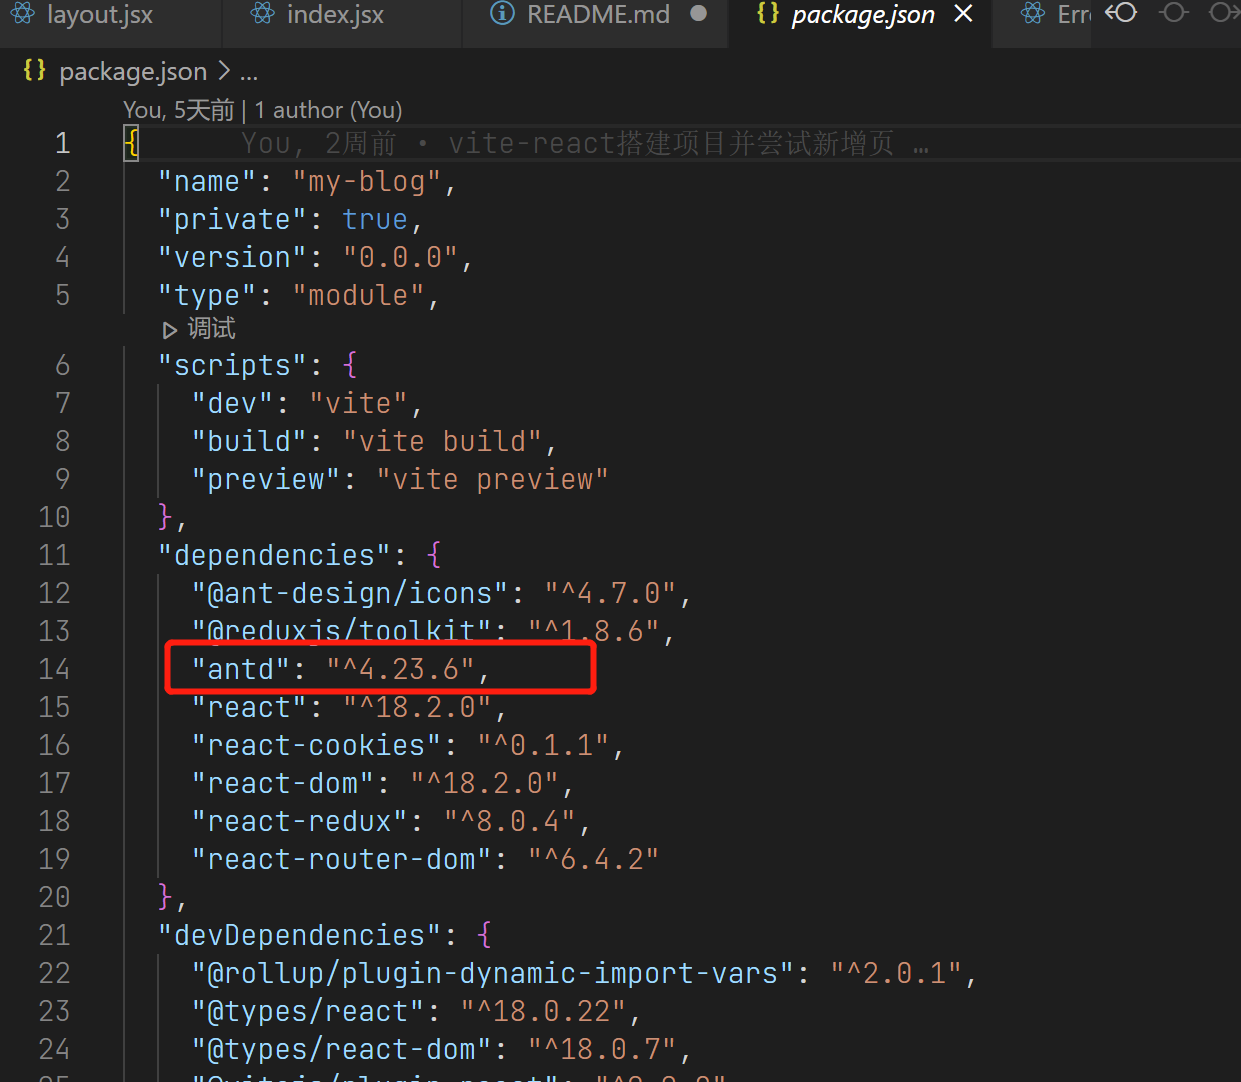 layout.jsx index.jsx README.md package.json Err
package.json > ...
You, 5天前 | 1 author (You)
1 { You, 2周前 • vite-react搭建项目并尝试新增页 …
2 "name": "my-blog",
3 "private": true,
4 "version": "0.0.0",
5 "type": "module",
调试
6 "scripts": {
7 "dev": "vite",
8 "build": "vite build",
9 "preview": "vite preview"
10 },
11 "dependencies": {
12 "@ant-design/icons": "^4.7.0",
13 "@reduxjs/toolkit": "^1.8.6",
14 "antd": "^4.23.6",
15 "react": "^18.2.0",
16 "react-cookies": "^0.1.1",
17 "react-dom": "^18.2.0",
18 "react-redux": "^8.0.4",
19 "react-router-dom": "^6.4.2"
20 },
21 "devDependencies": {
22 "@rollup/plugin-dynamic-import-vars": "^2.0.1",
23 "@types/react": "^18.0.22",
24 "@types/react-dom": "^18.0.7",